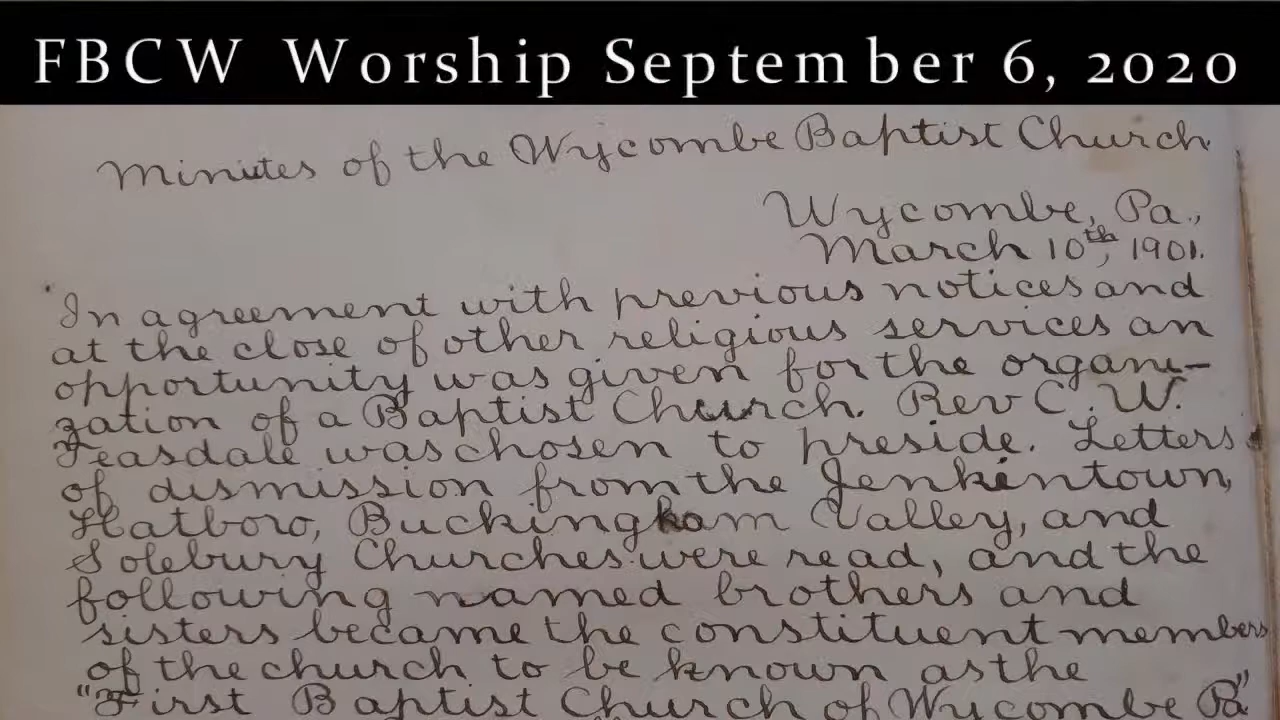 FBCW Worship September 6, 2020
Minutes of the Wycombe Baptist Church
Wycombe, Pa.,
March 10th, 1901.
In agreement with previous notices and
at the close of other religious services an
opportunity was given for the organi-
zation of a Baptist Church. Rev C. W.
Teasdale was chosen to preside. Letters
of dismission from the Jenkintown,
Hatboro, Buckingham Valley, and
Solebury Churches were read, and the
following named brothers and
sisters became the constituent members
of the church to be known as the
"First Baptist Church of Wycombe Pa"